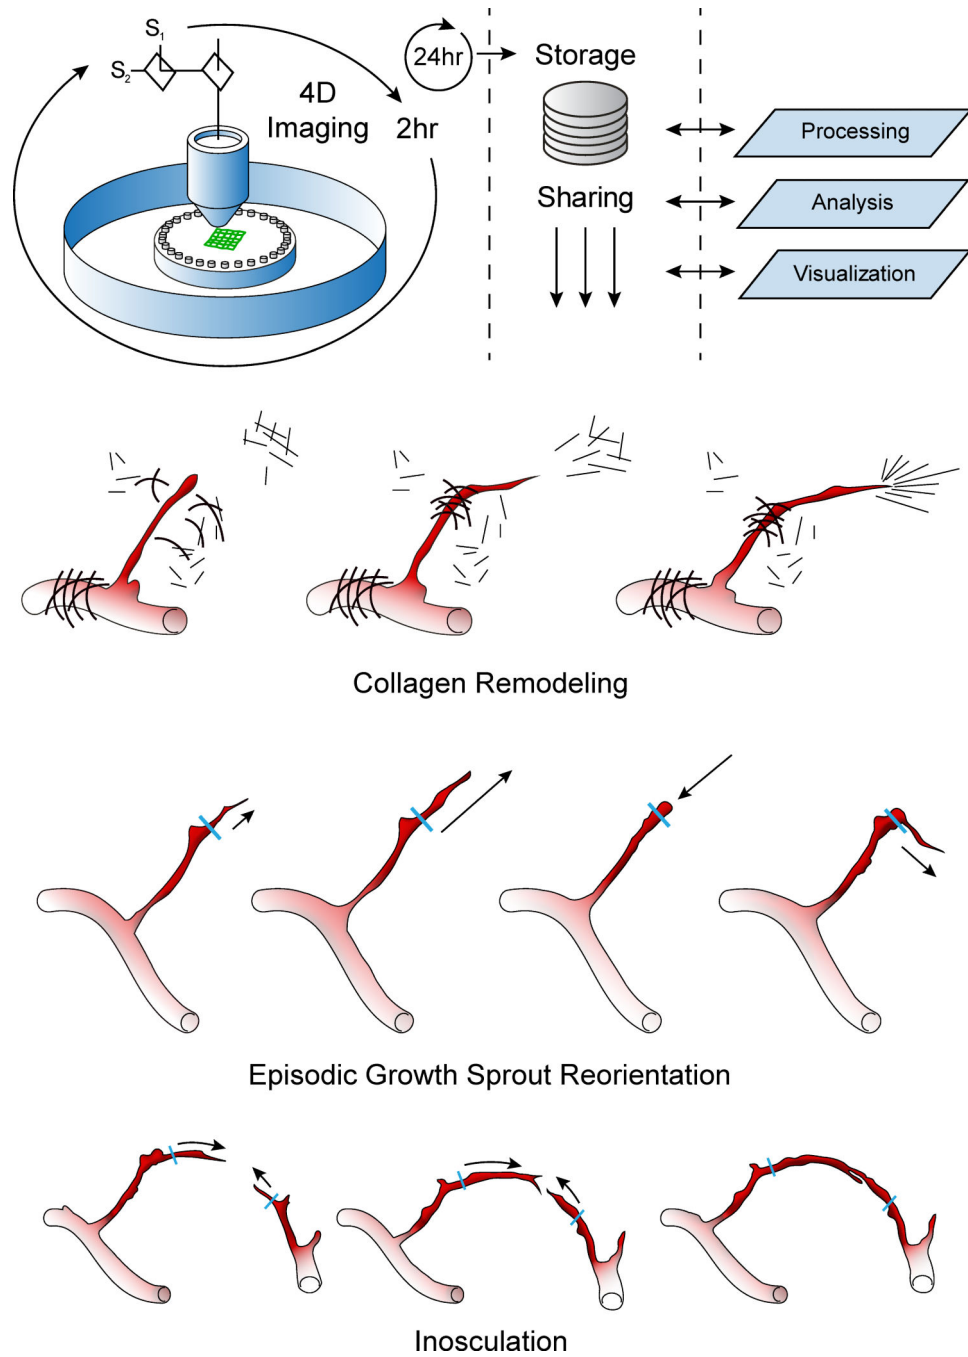 S1
S2
4D
Imaging
2hr
24hr
Storage
Sharing
Processing
Analysis
Visualization
Collagen Remodeling
Episodic Growth Sprout Reorientation
Inosculation